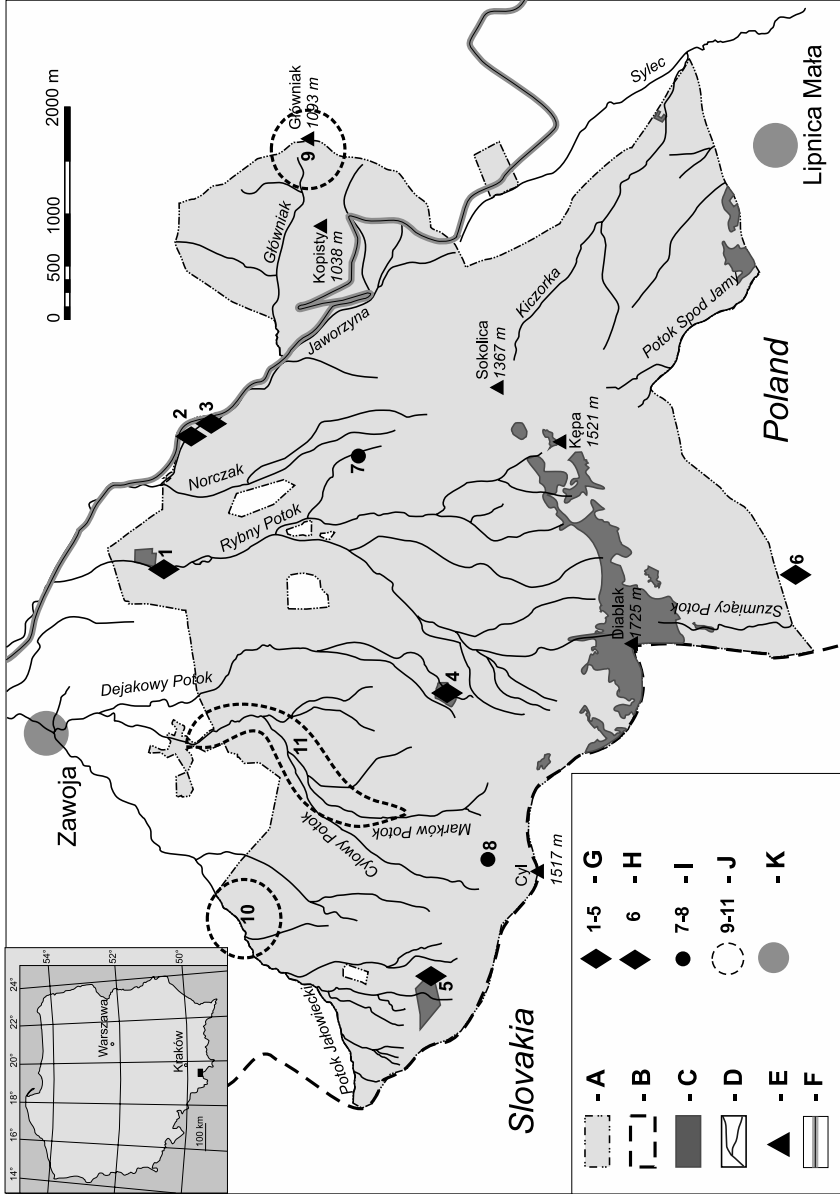 14° 16° 18° 20° 22° 24°
54°
52°
50°
Warszawa
Kraków
100 km
Zawoja
0 500 1000 2000 m
Potok Jałowiecki
10
5
Slovakia
Cylowy Potok
Marków Potok
11
8
Cyl
1517 m
Dejakowy Potok
4
1
Rybny Potok
Norczak
2
3
7
Jaworzyna
Główniak
Kopisty
1038 m
9
Główniak
1093 m
Sokolica
1367 m
Kiczorka
Sylec
Kępa
1521 m
Diablak
1725 m
Szumiący Potok
6
Potok Spod Jamy
Poland
Lipnica Mała
- A
- B
- C
- D
- E
- F
1-5 - G
6 - H
7-8 - I
9-11 - J
- K